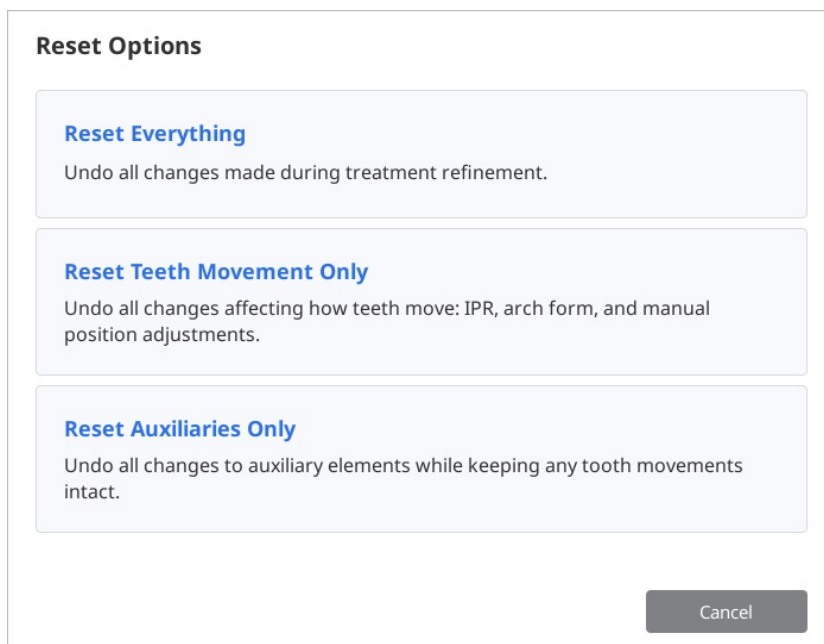 Reset Options
Reset Everything
Undo all changes made during treatment refinement.
Reset Teeth Movement Only
Undo all changes affecting how teeth move: IPR, arch form, and manual
position adjustments.
Reset Auxiliaries Only
Undo all changes to auxiliary elements while keeping any tooth movements
intact.
Cancel